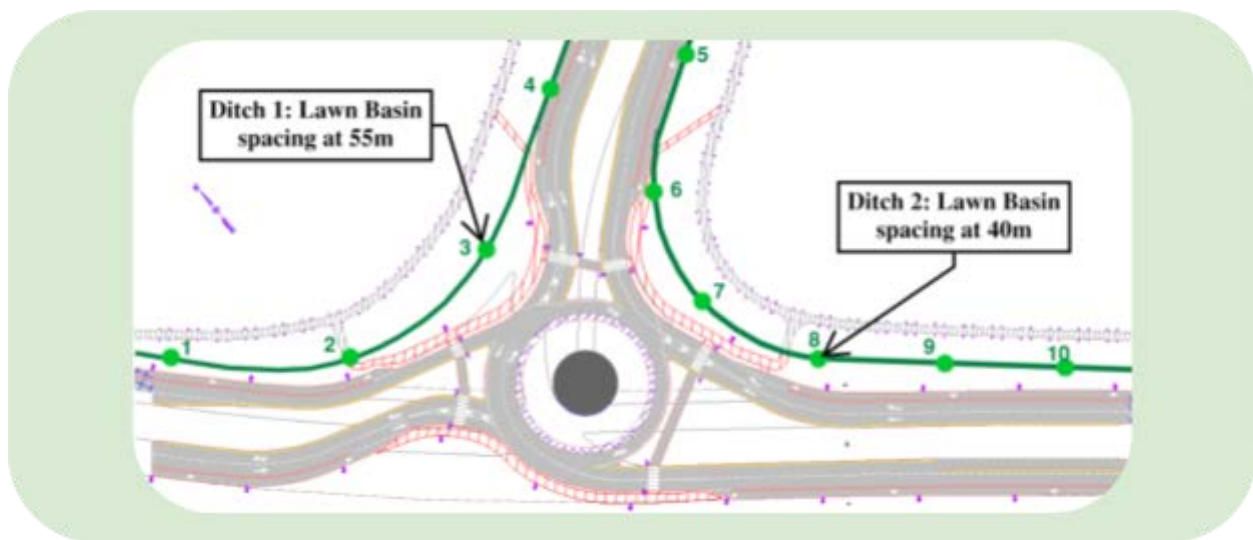 4
5
Ditch 1: Lawn Basin
spacing at 55m
6
Ditch 2: Lawn Basin
spacing at 40m
3
7
1
2
8
9
10